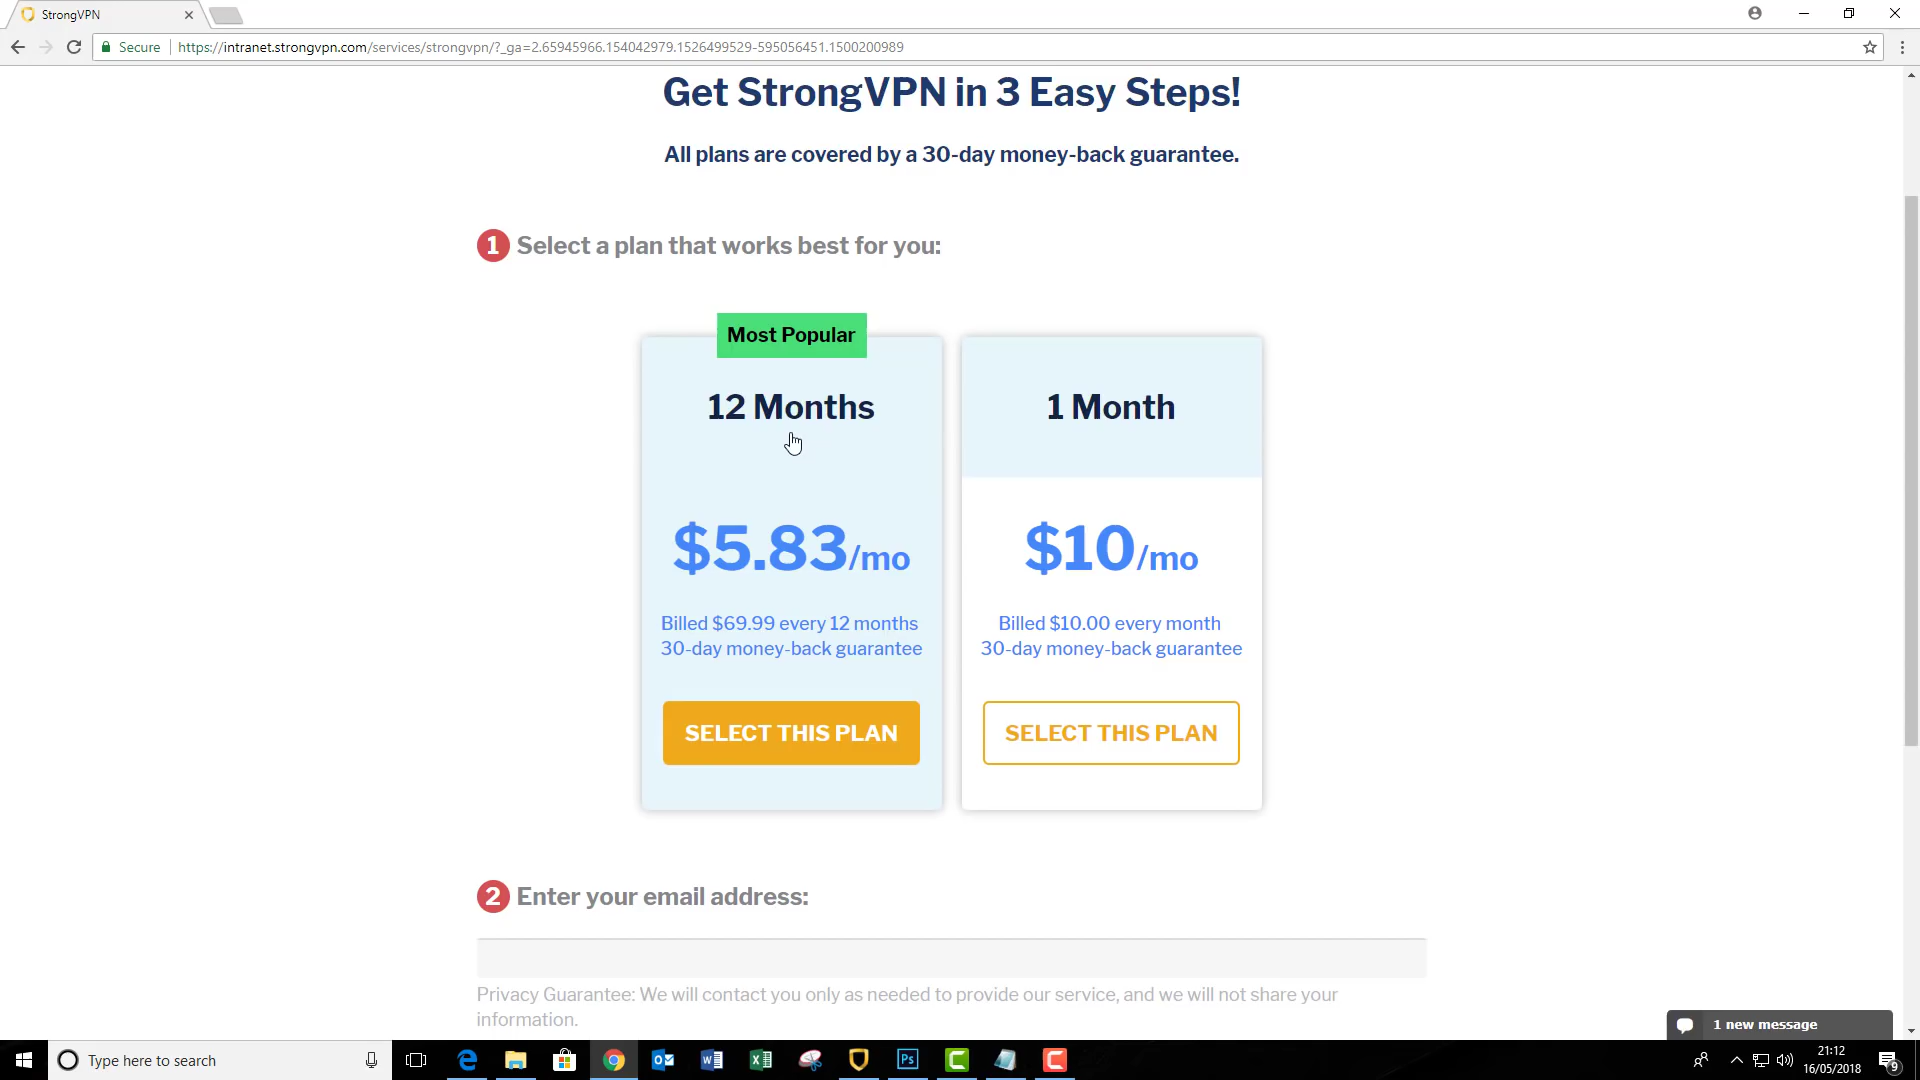 StrongVPN
Secure
https://intranet.strongvpn.com/services/strongvpn/?_ga=2.65945966.154042979.1526499529-595056451.1500200989
Get StrongVPN in 3 Easy Steps!
All plans are covered by a 30-day money-back guarantee.
1 Select a plan that works best for you:
Most Popular
12 Months
$5.83/mo
Billed $69.99 every 12 months
30-day money-back guarantee
SELECT THIS PLAN
1 Month
$10/mo
Billed $10.00 every month
30-day money-back guarantee
SELECT THIS PLAN
2 Enter your email address:
Privacy Guarantee: We will contact you only as needed to provide our service, and we will not share your
information.
1 new message
Type here to search
Ps
21:12
16/05/2018
9